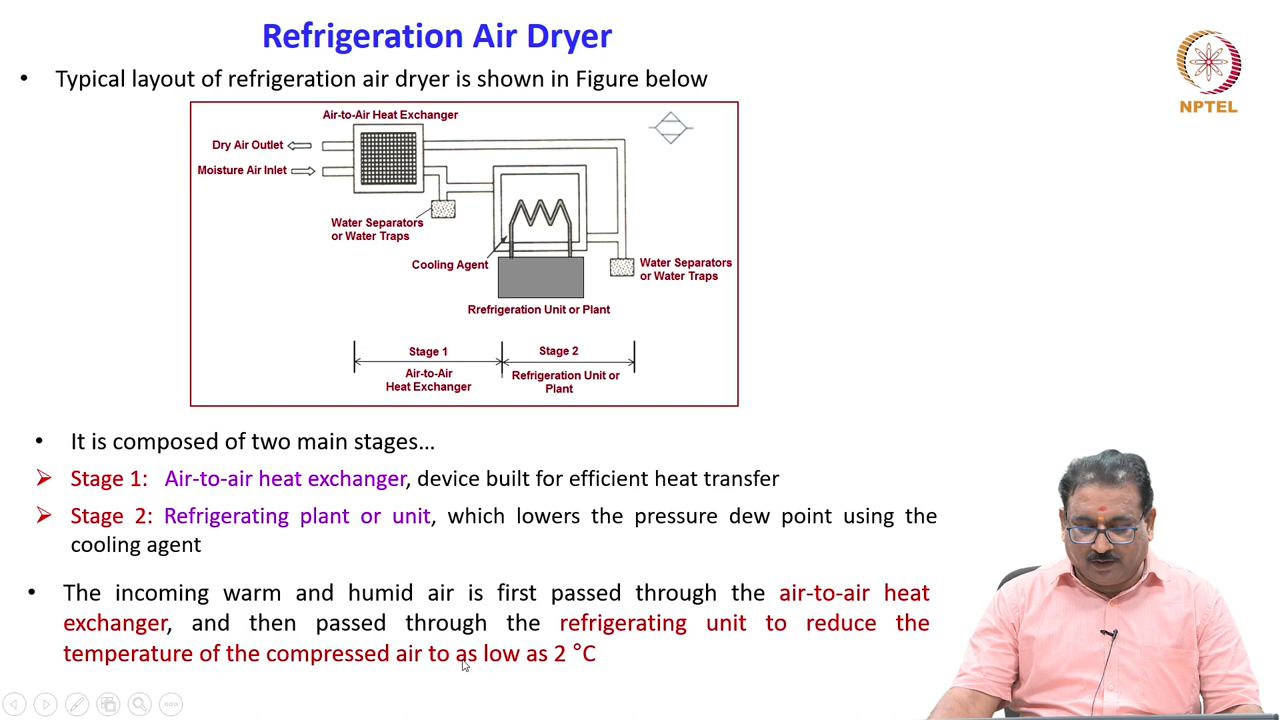 Refrigeration Air Dryer
• Typical layout of refrigeration air dryer is shown in Figure below
NPTEL
Air-to-Air Heat Exchanger
Dry Air Outlet
Moisture Air Inlet
Water Separators
or Water Traps
Cooling Agent
Water Separators
or Water Traps
Rrefrigeration Unit or Plant
Stage 1
Stage 2
Air-to-Air
Heat Exchanger
Refrigeration Unit or
Plant
• It is composed of two main stages...
Stage 1: Air-to-air heat exchanger, device built for efficient heat transfer
Stage 2: Refrigerating plant or unit, which lowers the pressure dew point using the
cooling agent
• The incoming warm and humid air is first passed through the air-to-air heat
exchanger, and then passed through the refrigerating unit to reduce the
temperature of the compressed air to as low as 2 °C